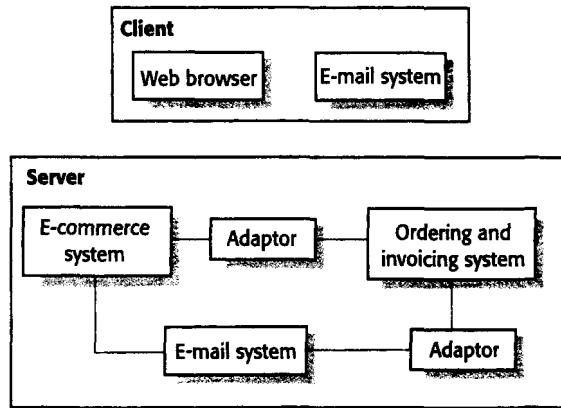 Client
Web browser
E-mail system
Server
E-commerce
system
Adaptor
Ordering and
invoicing system
E-mail system
Adaptor